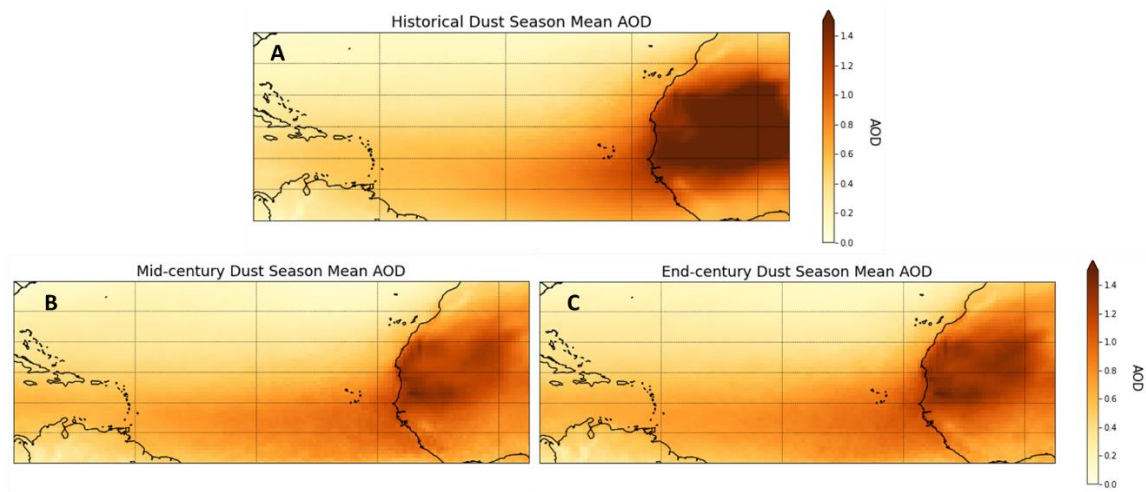 Historical Dust Season Mean AOD
A
1.4
1.2
1.0
0.8
0.6
0.4
0.2
0.0
AOD
Mid-century Dust Season Mean AOD
B
End-century Dust Season Mean AOD
C
1.4
1.2
1.0
0.8
0.6
0.4
0.2
0.0
AOD